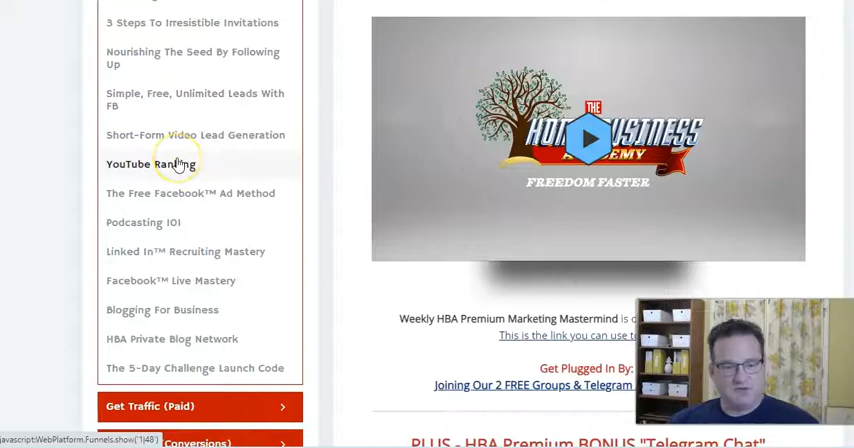 3 Steps To Irresistible Invitations
Nourishing The Seed By Following
Up
Simple, Free, Unlimited Leads With
FB
Short-Form Video Lead Generation
YouTube Ranking
The Free Facebook™ Ad Method
Podcasting 101
Linked In™ Recruiting Mastery
Facebook™ Live Mastery
Blogging For Business
HBA Private Blog Network
The 5-Day Challenge Launch Code
Get Traffic (Paid)
Conversions)
javascript:WebPlatform.Funnels.show('1|48')
THE
HOME BUSINESS
ACADEMY
FREEDOM FASTER
Weekly HBA Premium Marketing Mastermind is
This is the link you can use
Get Plugged In By:
Joining Our 2 FREE Groups & Telegram
PLUS - HBA Premium BONUS "Telegram Chat"